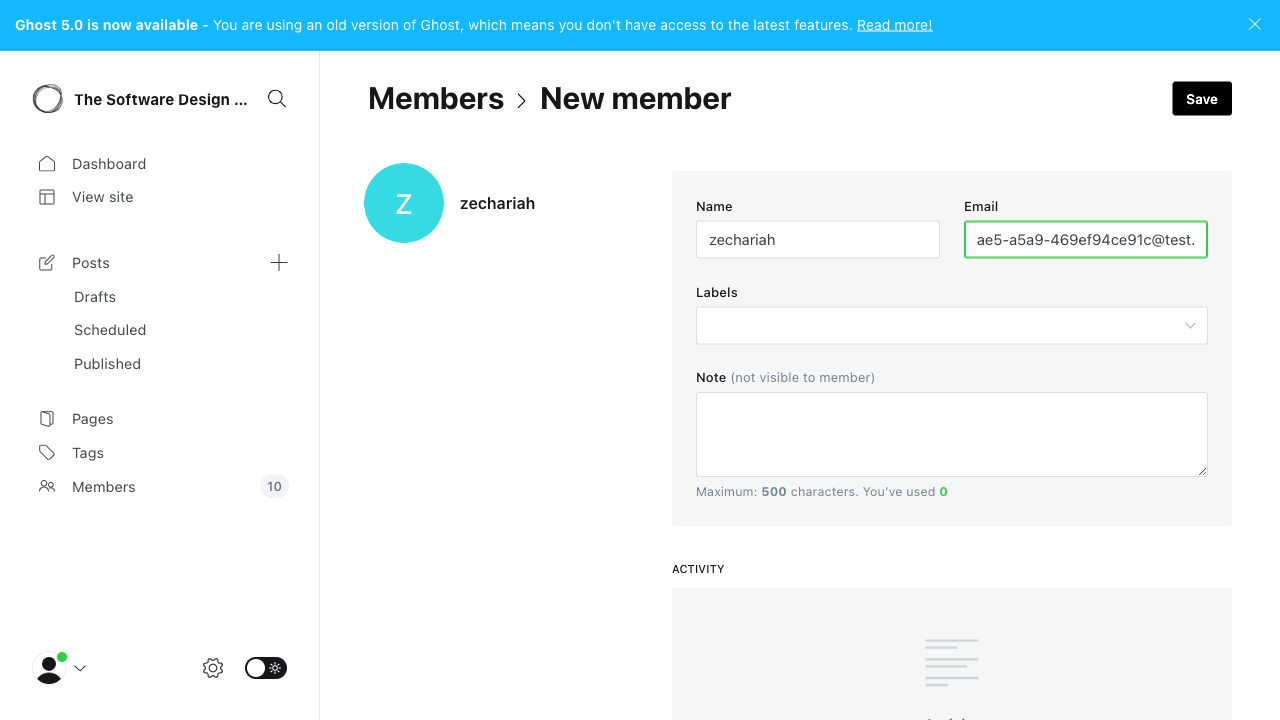 Ghost 5.0 is now available - You are using an old version of Ghost, which means you don't have access to the latest features. Read more!
The Software Design ...
Dashboard
View site
Posts
Drafts
Scheduled
Published
Pages
Tags
Members 10
Members > New member
Save
Z
zechariah
Name
zechariah
Email
ae5-a5a9-469ef94ce91c@test.
Labels
Note (not visible to member)
Maximum: 500 characters. You've used 0
ACTIVITY